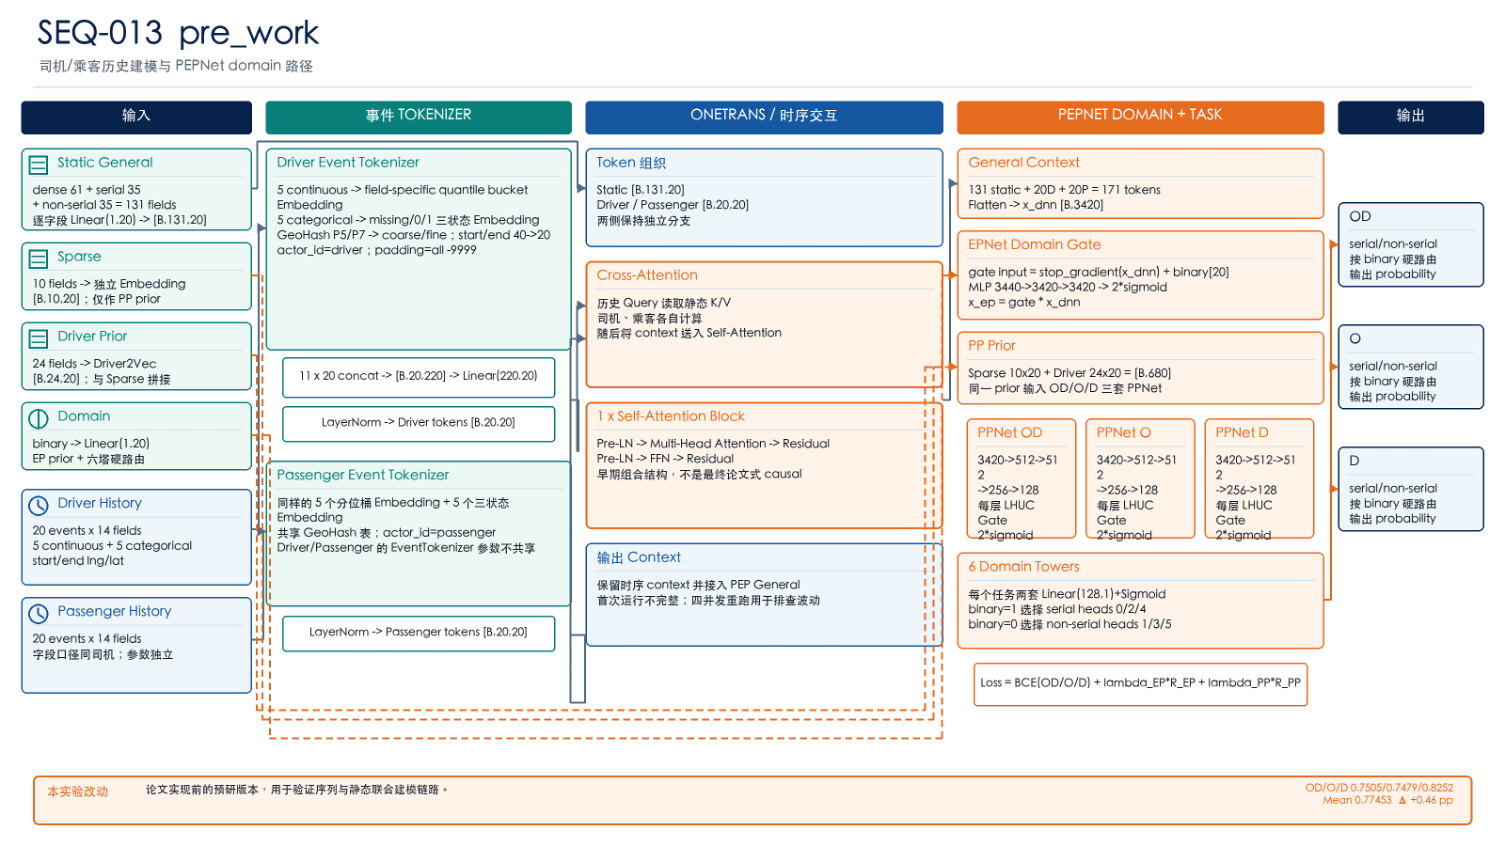 SEQ-013 pre_work
司机/乘客历史建模与 PEPNet domain 路径
输入
事件 TOKENIZER
ONETRANS / 时序交互
PEPNET DOMAIN + TASK
输出
Static General
dense 61 + serial 35
+ non-serial 35 = 131 fields
逐字段 Linear(1,20) -> [B,131,20]
Sparse
10 fields -> 独立 Embedding
[B,10,20]；仅作 PP prior
Driver Prior
24 fields -> Driver2Vec
[B,24,20]；与 Sparse 拼接
Domain
binary -> Linear(1,20)
EP prior + 六塔硬路由
Driver History
20 events x 14 fields
5 continuous + 5 categorical
start/end lng/lat
Passenger History
20 events x 14 fields
字段口径同司机；参数独立
Driver Event Tokenizer
5 continuous -> field-specific quantile bucket
Embedding
5 categorical -> missing/0/1 三状态 Embedding
GeoHash P5/P7 -> coarse/fine；start/end 40->20
actor_id=driver；padding=all -9999
11 x 20 concat -> [B,20,220] -> Linear(220,20)
LayerNorm -> Driver tokens [B,20,20]
Passenger Event Tokenizer
同样的 5 个分位桶 Embedding + 5 个三状态
Embedding
共享 GeoHash 表；actor_id=passenger
Driver/Passenger 的 EventTokenizer 参数不共享
LayerNorm -> Passenger tokens [B,20,20]
Token 组织
Static [B,131,20]
Driver / Passenger [B,20,20]
两侧保持独立分支
Cross-Attention
历史 Query 读取静态 K/V
司机、乘客各自计算
随后将 context 送入 Self-Attention
1 x Self-Attention Block
Pre-LN -> Multi-Head Attention -> Residual
Pre-LN -> FFN -> Residual
早期组合结构，不是最终论文式 causal
输出 Context
保留时序 context 并接入 PEP General
首次运行不完整；四并发重跑用于排查波动
General Context
131 static + 20D + 20P = 171 tokens
Flatten -> x_dnn [B,3420]
EPNet Domain Gate
gate input = stop_gradient(x_dnn) + binary[20]
MLP 3440->3420->3420 -> 2*sigmoid
x_ep = gate * x_dnn
PP Prior
Sparse 10x20 + Driver 24x20 = [B,680]
同一 prior 输入 OD/O/D 三套 PPNet
PPNet OD
3420->512->51
2
->256->128
每层 LHUC
Gate
2*sigmoid
PPNet O
3420->512->51
2
->256->128
每层 LHUC
Gate
2*sigmoid
PPNet D
3420->512->51
2
->256->128
每层 LHUC
Gate
2*sigmoid
6 Domain Towers
每个任务两套 Linear(128,1)+Sigmoid
binary=1 选择 serial heads 0/2/4
binary=0 选择 non-serial heads 1/3/5
Loss = BCE(OD/O/D) + lambda_EP*R_EP + lambda_PP*R_PP
OD
serial/non-serial
按 binary 硬路由
输出 probability
O
serial/non-serial
按 binary 硬路由
输出 probability
D
serial/non-serial
按 binary 硬路由
输出 probability
本实验改动
论文实现前的预研版本，用于验证序列与静态联合建模链路。
OD/O/D 0.7505/0.7479/0.8252
Mean 0.77453 Δ +0.46 pp